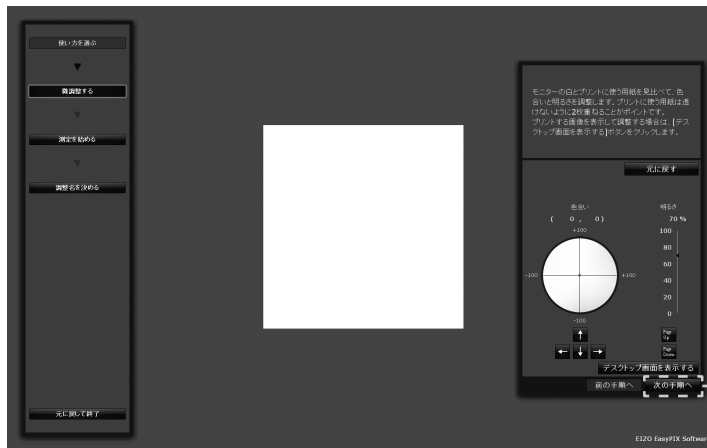 使い方を選ぶ
▼
微調整する
▼
測定を始める
▼
調整名を決める
元に戻して終了
モニターの白とプリントに使う用紙を見比べて、色
合いと明るさを調整します。プリントに使う用紙は透
けないように2枚重ねることがポイントです。
プリントする画像を表示して調整する場合は、[デス
クトップ画面を表示する]ボタンをクリックします。
元に戻す
色合い
明るさ
( 0 , 0 )
70 %
+100
100
80
60
-100
+100
40
20
0
-100
↑
Page Up
← ↓ →
Page Down
デスクトップ画面を表示する
前の手順へ
次の手順へ
EIZO EasyPIX Softwar